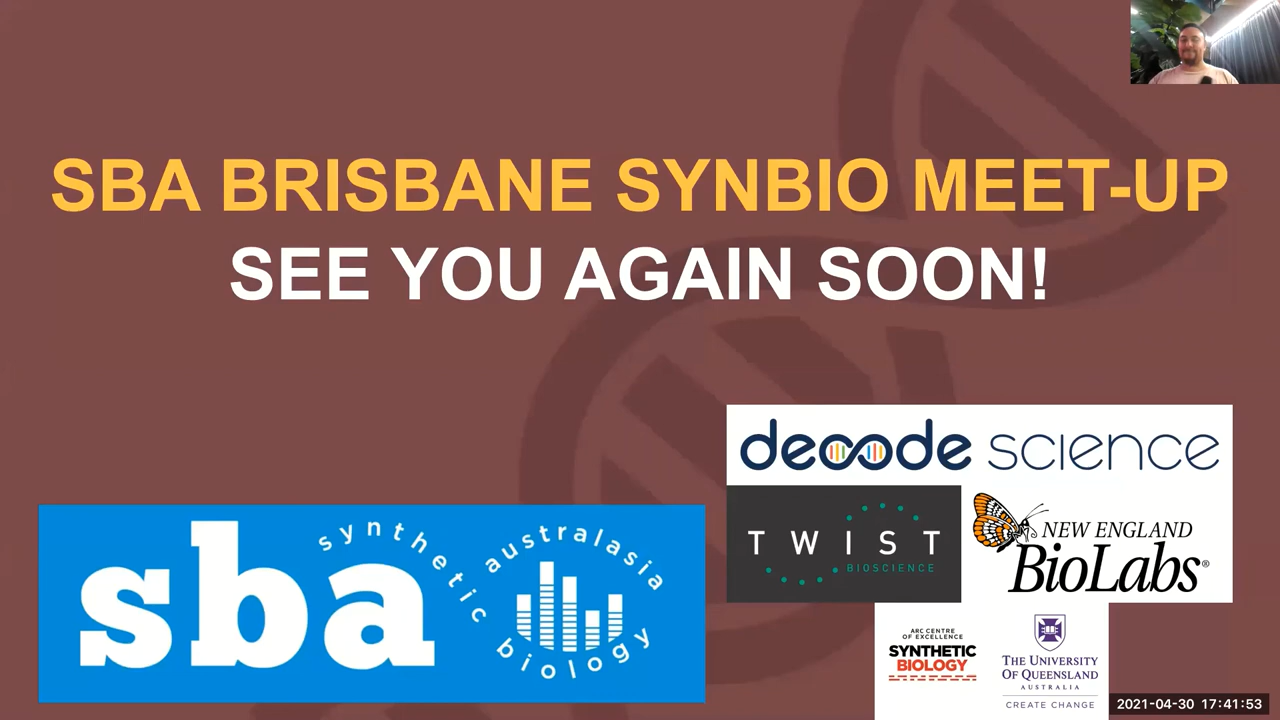 SBA BRISBANE SYNBIO MEET-UP
SEE YOU AGAIN SOON!
decode science
sba
synthetic biology
australasia
TWIST
BIOSCIENCE
NEW ENGLAND
BioLabs®
ARC CENTRE
OF EXCELLENCE
SYNTHETIC
BIOLOGY
THE UNIVERSITY
OF QUEENSLAND
AUSTRALIA
CREATE CHANGE
2021-04-30 17:41:53